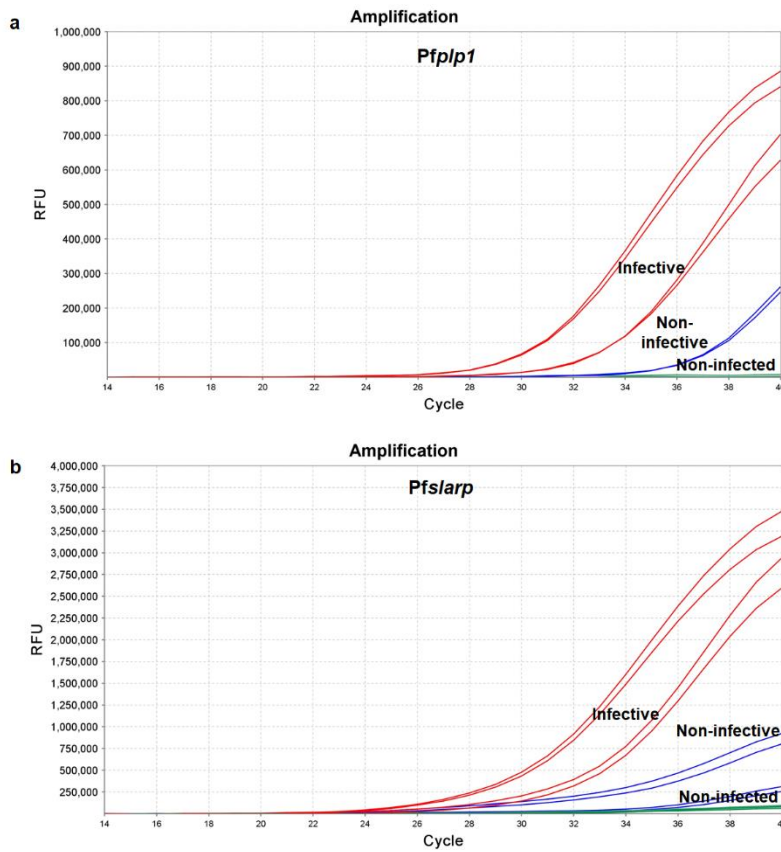 a
Amplification
Pfplp1
1,000,000
900,000
800,000
700,000
600,000
500,000
400,000
300,000
200,000
100,000
RFU
Infective
Non-
infective
Non-infected
14 16 18 20 22 24 26 28 30 32 34 36 38 40
Cycle
b
Amplification
Pfslarp
4,000,000
3,750,000
3,500,000
3,250,000
3,000,000
2,750,000
2,500,000
2,250,000
2,000,000
1,750,000
1,500,000
1,250,000
1,000,000
750,000
500,000
250,000
RFU
Infective
Non-infective
Non-infected
14 16 18 20 22 24 26 28 30 32 34 36 38 40
Cycle